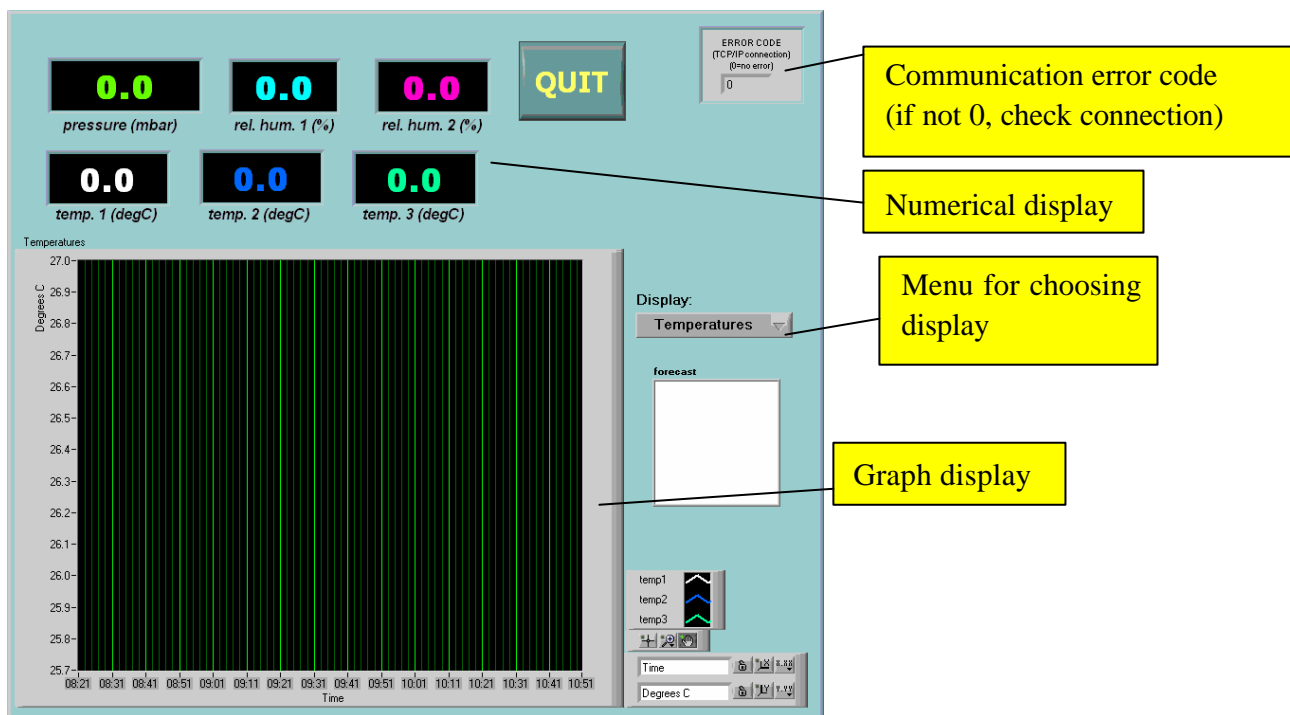 0.0
0.0
0.0
QUIT
ERROR CODE
(TCP/IP connection)
(0=no error)
0
pressure (mbar)
rel. hum. 1 (%)
rel. hum. 2 (%)
Communication error code
(if not 0, check connection)
0.0
0.0
0.0
temp. 1 (degC)
temp. 2 (degC)
temp. 3 (degC)
Numerical display
Temperatures
Degrees C
27.0
26.9
26.8
26.7
26.6
26.5
26.4
26.3
26.2
26.1
26.0
25.9
25.8
25.7
08:21 08:31 08:41 08:51 09:01 09:11 09:21 09:31 09:41 09:51 10:01 10:11 10:21 10:31 10:41 10:51
Time
Display:
Temperatures
Menu for choosing
display
forecast
Graph display
temp1
temp2
temp3
Time
Degrees C